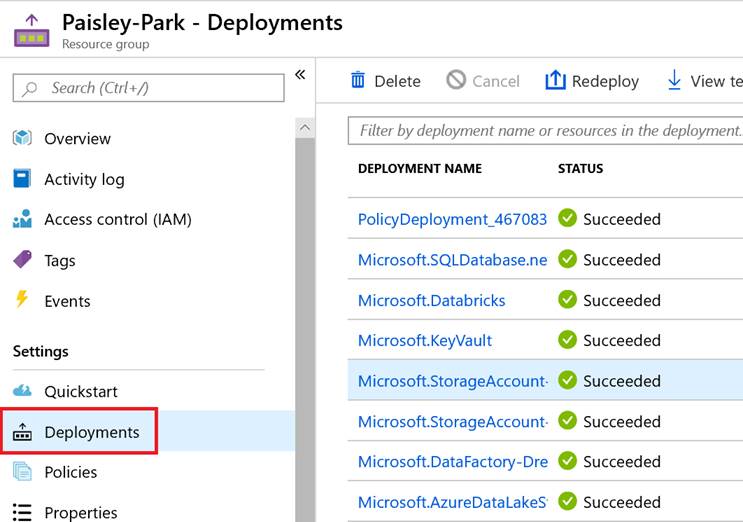 Paisley-Park - Deployments
Resource group
Search (Ctrl+/)
«
Overview
Activity log
Access control (IAM)
Tags
Events
Settings
Quickstart
Deployments
Policies
Properties
Delete Cancel Redeploy View te
Filter by deployment name or resources in the deployment.
DEPLOYMENT NAME STATUS
PolicyDeployment_467083 Succeeded
Microsoft.SQLDatabase.ne Succeeded
Microsoft.Databricks Succeeded
Microsoft.KeyVault Succeeded
Microsoft.StorageAccount- Succeeded
Microsoft.StorageAccount- Succeeded
Microsoft.DataFactory-Dre Succeeded
Microsoft.AzureDataLakeSt Succeeded